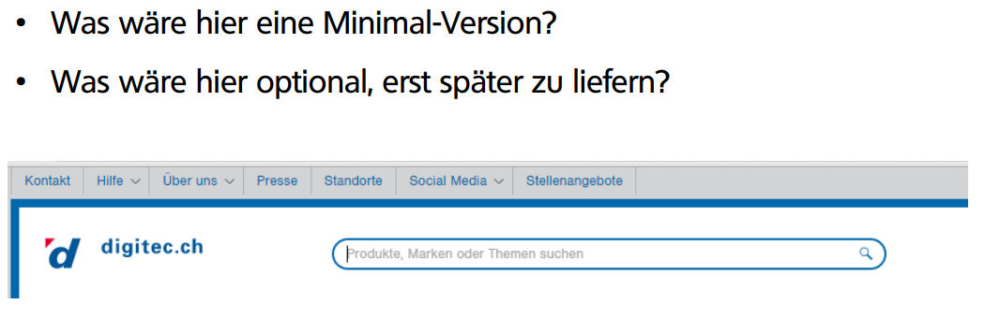 • Was wäre hier eine Minimal-Version?
• Was wäre hier optional, erst später zu liefern?
Kontakt Hilfe Über uns Presse Standorte Social Media Stellenangebote
d digitec.ch Produkte, Marken oder Themen suchen